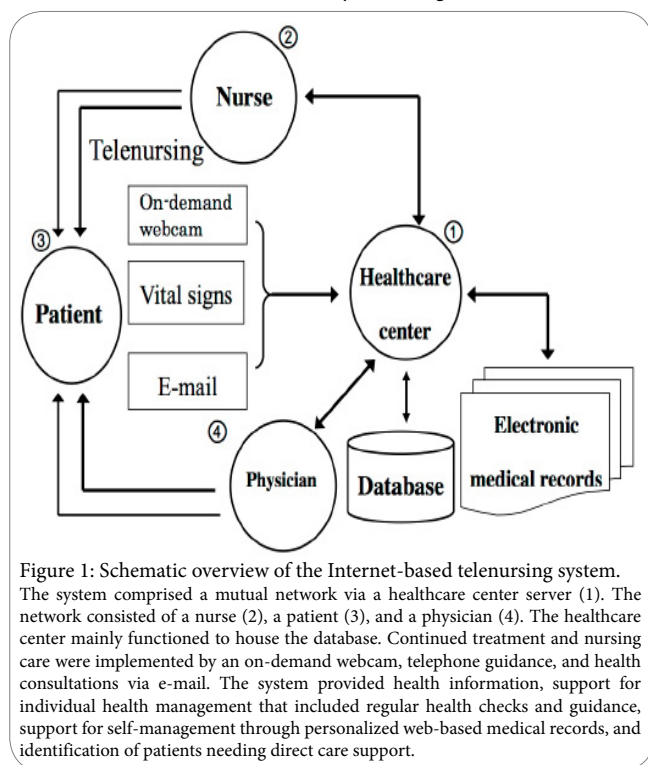 ②
Nurse
Telenursing
On-demand
webcam
③
①
Healthcare
center
Vital signs
Patient
E-mail
④
Physician
Database
Electronic
medical records
Figure 1: Schematic overview of the Internet-based telenursing system.
The system comprised a mutual network via a healthcare center server (1). The
network consisted of a nurse (2), a patient (3), and a physician (4). The healthcare
center mainly functioned to house the database. Continued treatment and nursing
care were implemented by an on-demand webcam, telephone guidance, and health
consultations via e-mail. The system provided health information, support for
individual health management that included regular health checks and guidance,
support for self-management through personalized web-based medical records, and
identification of patients needing direct care support.